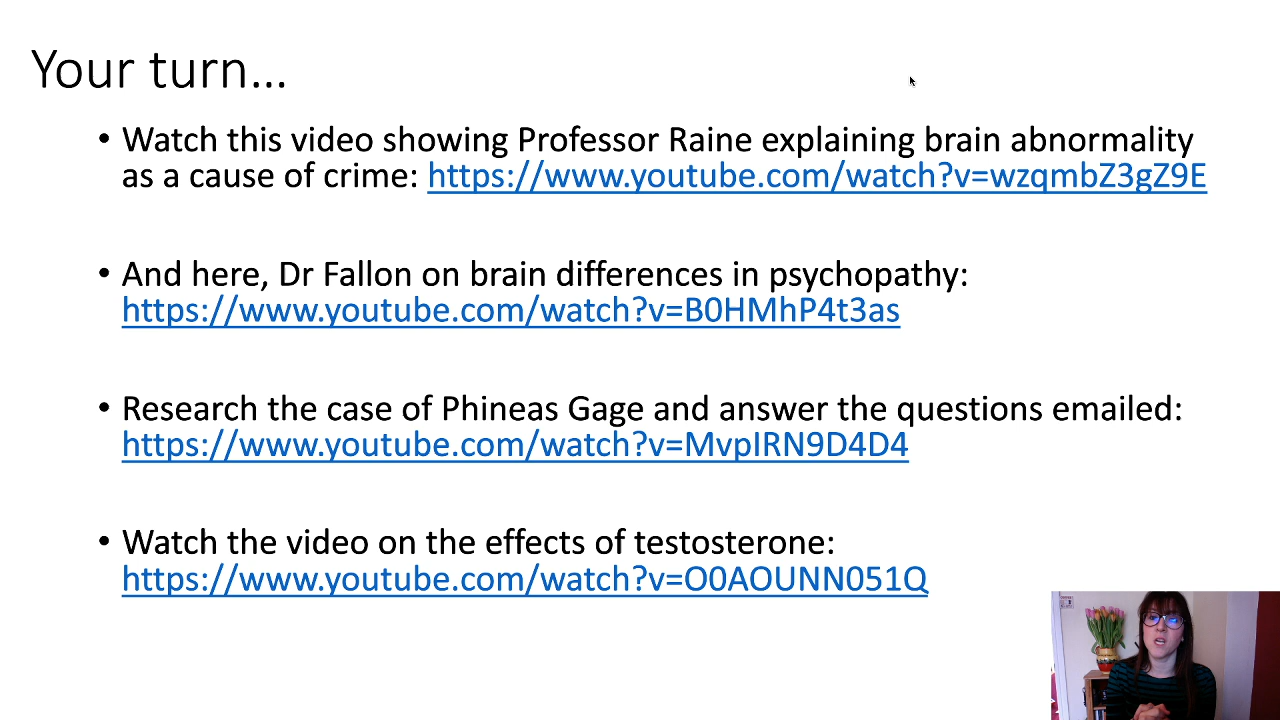 Your turn…
• Watch this video showing Professor Raine explaining brain abnormality
as a cause of crime: https://www.youtube.com/watch?v=wzqmbZ3gZ9E
• And here, Dr Fallon on brain differences in psychopathy:
https://www.youtube.com/watch?v=B0HMhP4t3as
• Research the case of Phineas Gage and answer the questions emailed:
https://www.youtube.com/watch?v=MvpIRN9D4D4
• Watch the video on the effects of testosterone:
https://www.youtube.com/watch?v=O0AOUNN051Q